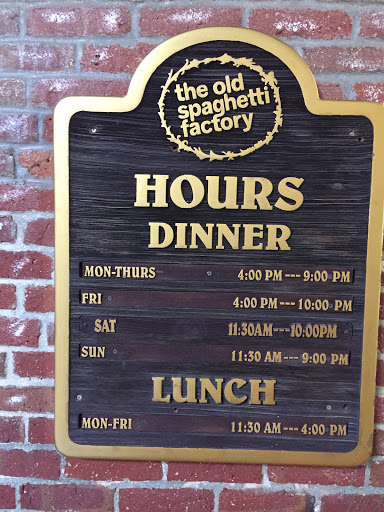 the old
spaghetti
factory
HOURS
DINNER
MON-THURS 4:00 PM --- 9:00 PM
FRI 4:00 PM --- 10:00 PM
SAT 11:30AM---10:00PM
SUN 11:30 AM --- 9:00 PM
LUNCH
MON-FRI 11:30 AM --- 4:00 PM